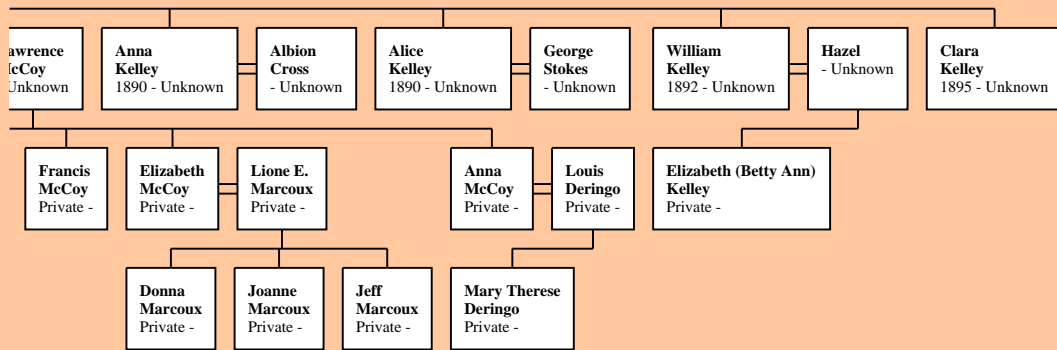 awrence
McCoy
Unknown
Anna
Kelley
1890 - Unknown
Albion
Cross
- Unknown
Alice
Kelley
1890 - Unknown
George
Stokes
- Unknown
William
Kelley
1892 - Unknown
Hazel
- Unknown
Clara
Kelley
1895 - Unknown
Francis
McCoy
Private -
Elizabeth
McCoy
Private -
Lione E.
Marcoux
Private -
Anna
McCoy
Private -
Louis
Deringo
Private -
Elizabeth (Betty Ann)
Kelley
Private -
Donna
Marcoux
Private -
Joanne
Marcoux
Private -
Jeff
Marcoux
Private -
Mary Therese
Deringo
Private -